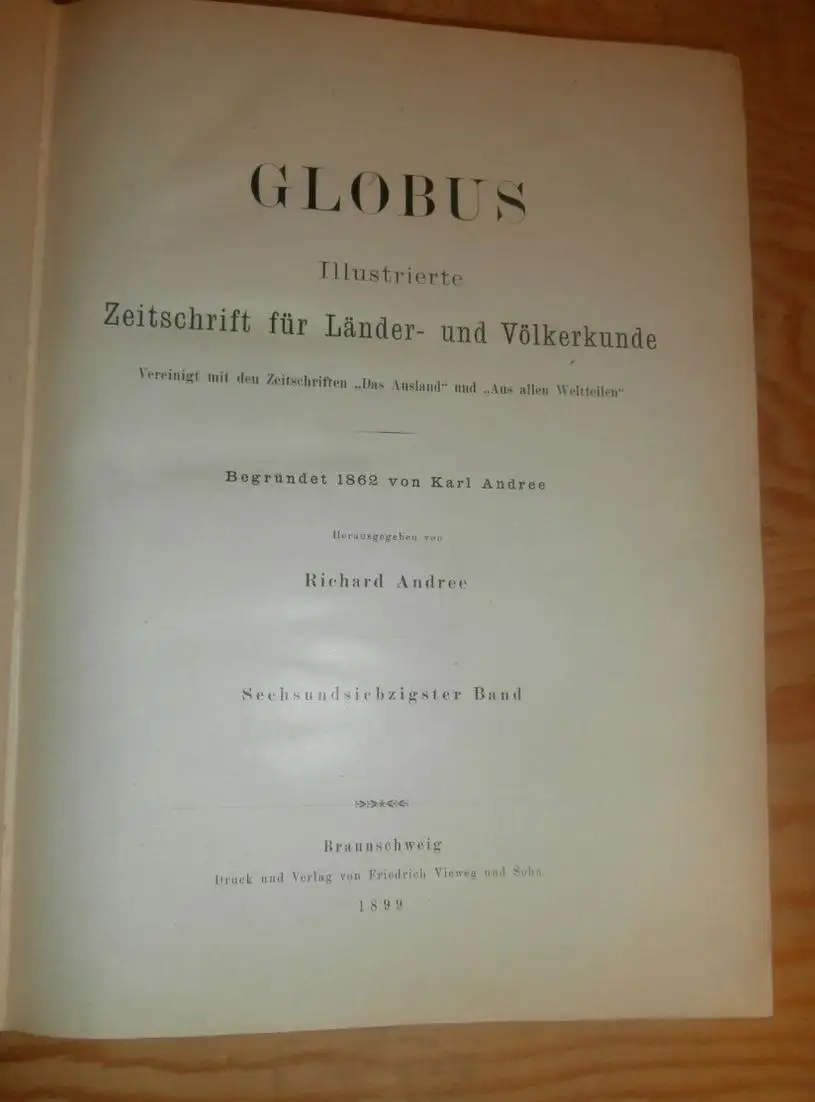 GLOBUS
Illustrierte
Zeitschrift für Länder- und Völkerkunde
Vereinigt mit den Zeitschriften „Das Ausland“ und „Aus allen Weltteilen“
Begründet 1862 von Karl Andree
Herausgegeben von
Richard Andree
Sechsundsiebzigster Band
Braunschweig
Druck und Verlag von Friedrich Vieweg und Sohn
1899